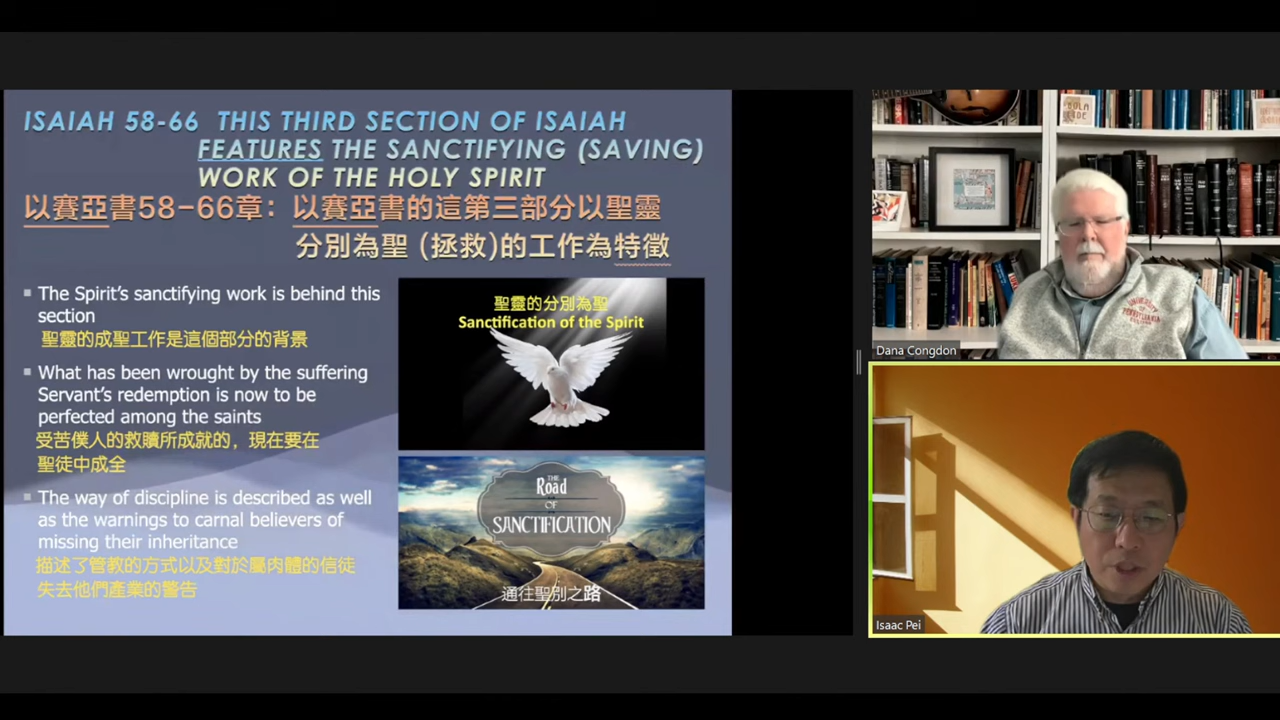 ISAIAH 58-66 THIS THIRD SECTION OF ISAIAH
FEATURES THE SANCTIFYING (SAVING)
WORK OF THE HOLY SPIRIT
以賽亞書58-66章：以賽亞書的這第三部分以聖靈
分別為聖 (拯救)的工作為特徵
The Spirit's sanctifying work is behind this
section
聖靈的成聖工作是這個部分的背景
What has been wrought by the suffering
Servant's redemption is now to be
perfected among the saints
受苦僕人的救贖所成就的，現在要在
聖徒中成全
The way of discipline is described as well
as the warnings to carnal believers of
missing their inheritance
描述了管教的方式以及對於屬肉體的信徒
失去他們產業的警告
聖靈的分別為聖
Sanctification of the Spirit
THE
Road
OF
SANCTIFICATION
通往聖別之路
Dana Congdon
UNIVERSITY OF
PENNSYLVANIA
Isaac Pei